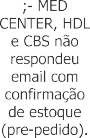 ;- MED
CENTER, HDL
e CBS não
respondeu
email com
confirmação
de estoque
(pre-pedido).